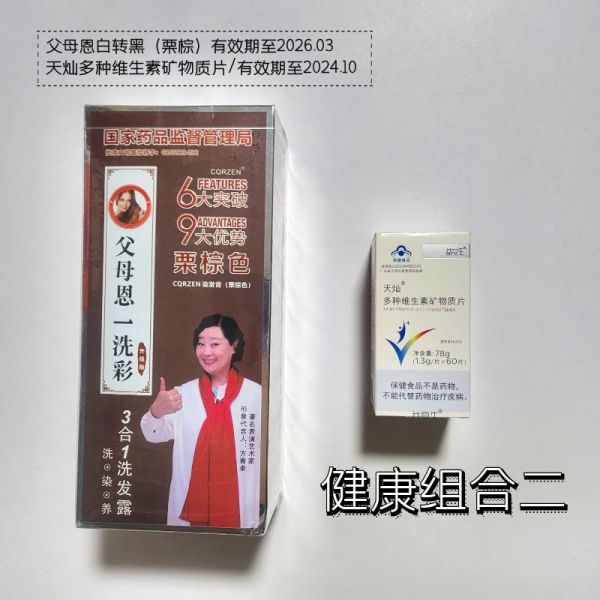 父母恩白转黑（栗棕）有效期至2026.03
天灿多种维生素矿物质片/有效期至2024.10
国家药品监督管理局
CQRZEN®
6 FEATURES
大突破
9 ADVANTAGES
大优势
栗棕色
CQRZEN 染发膏（栗棕色）
父母恩一洗彩
升级版
3合1洗发露
洗⊙染⊙养
著名表演艺术家
形象代言人：方青卓
保健食品
天灿®
多种维生素矿物质片
净含量：78g
(1.3g/片×60片)
保健食品不是药物，
不能代替药物治疗疾病。
健康组合二